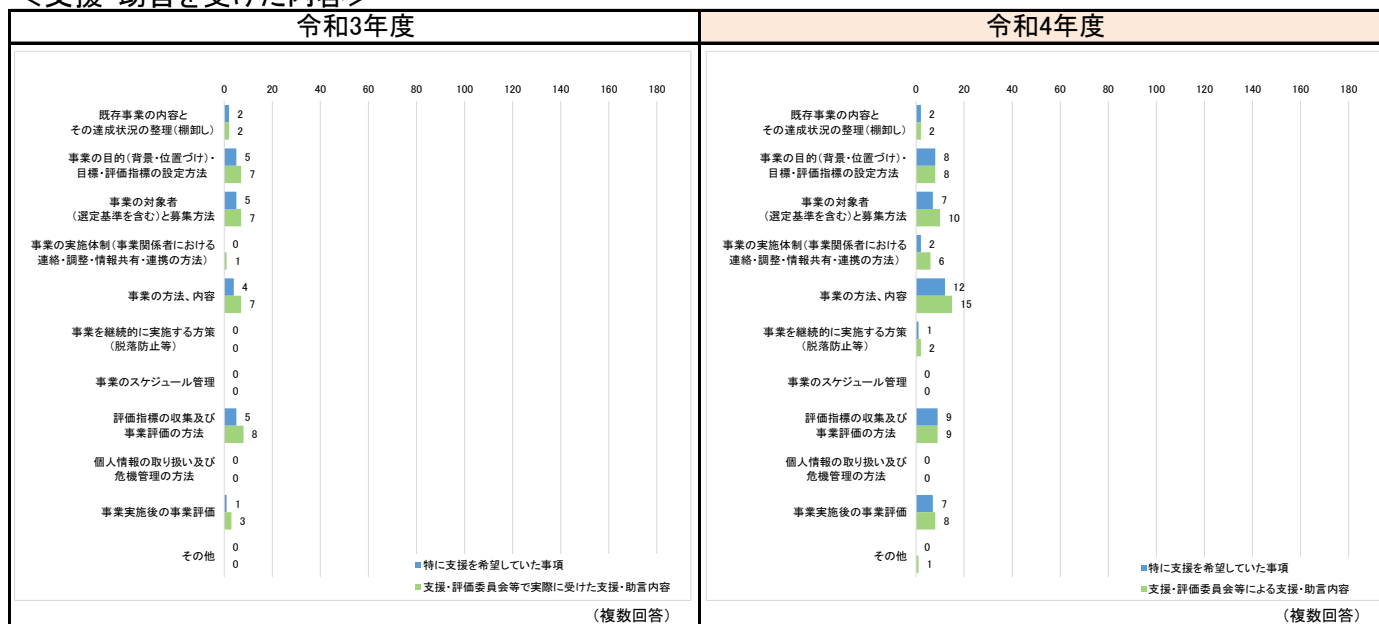 <支援・助言を受けた内容>
令和3年度
0 20 40 60 80 100 120 140 160 180
既存事業の内容と
その達成状況の整理(棚卸し)
2
2
事業の目的(背景・位置づけ)・
目標・評価指標の設定方法
5
7
事業の対象者
(選定基準を含む)と募集方法
5
7
事業の実施体制(事業関係者における
連絡・調整・情報共有・連携の方法)
0
1
事業の方法、内容
4
7
事業を継続的に実施する方策
(脱落防止等)
0
0
事業のスケジュール管理
0
0
評価指標の収集及び
事業評価の方法
5
8
個人情報の取り扱い及び
危機管理の方法
0
0
事業実施後の事業評価
1
3
その他
0
0
■特に支援を希望していた事項
■支援・評価委員会等で実際に受けた支援・助言内容
(複数回答)
令和4年度
0 20 40 60 80 100 120 140 160 180
既存事業の内容と
その達成状況の整理(棚卸し)
2
2
事業の目的(背景・位置づけ)・
目標・評価指標の設定方法
8
8
事業の対象者
(選定基準を含む)と募集方法
7
10
事業の実施体制(事業関係者における
連絡・調整・情報共有・連携の方法)
2
6
事業の方法、内容
12
15
事業を継続的に実施する方策
(脱落防止等)
1
2
事業のスケジュール管理
0
0
評価指標の収集及び
事業評価の方法
9
9
個人情報の取り扱い及び
危機管理の方法
0
0
事業実施後の事業評価
7
8
その他
0
1
■特に支援を希望していた事項
■支援・評価委員会等による支援・助言内容
(複数回答)